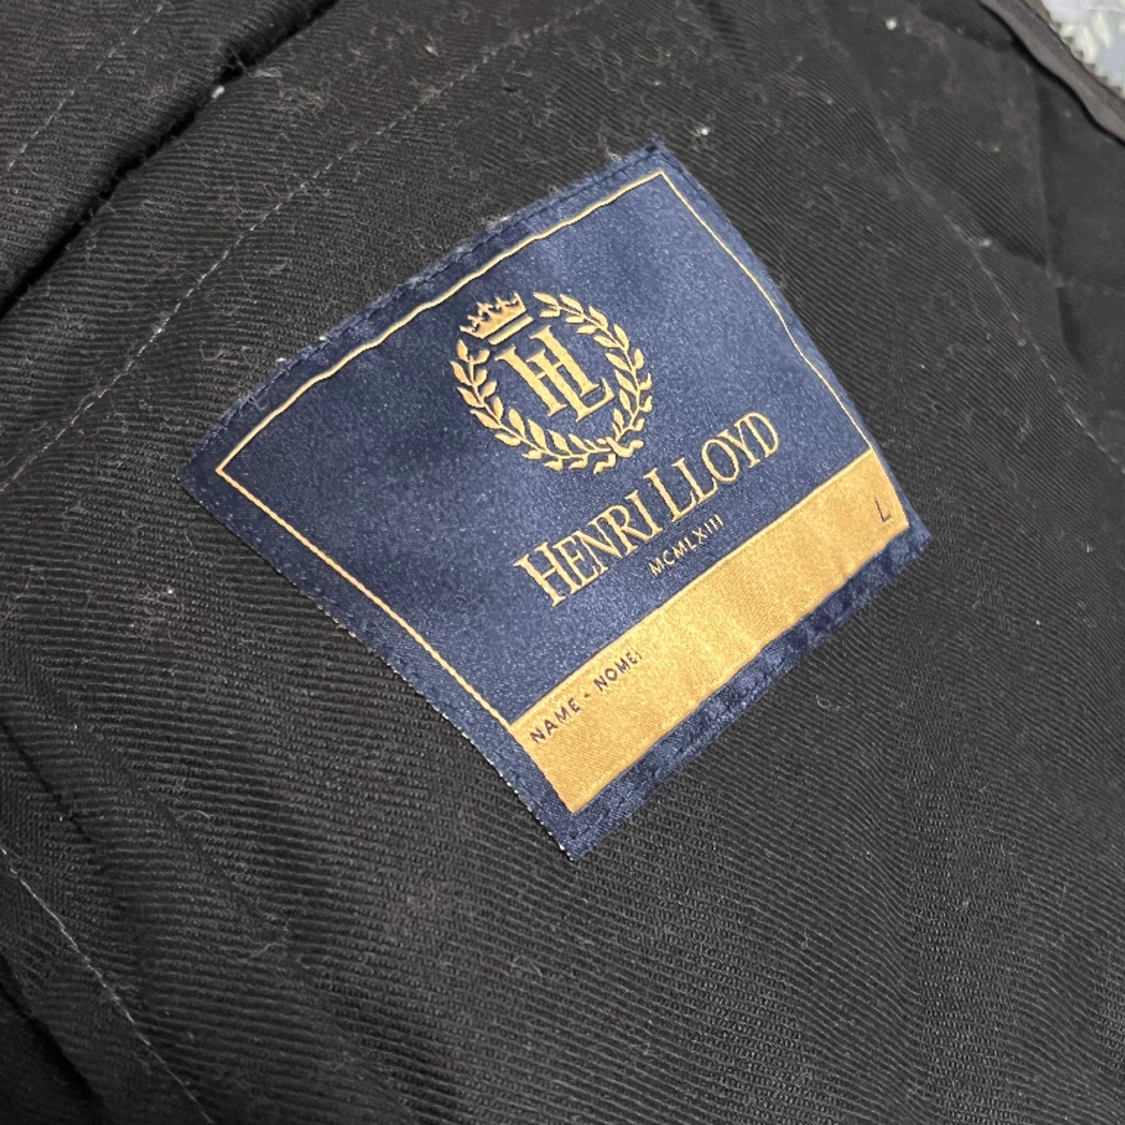 HL
HENRI LLOYD
MCMLXIII
L
NAME • NOME: